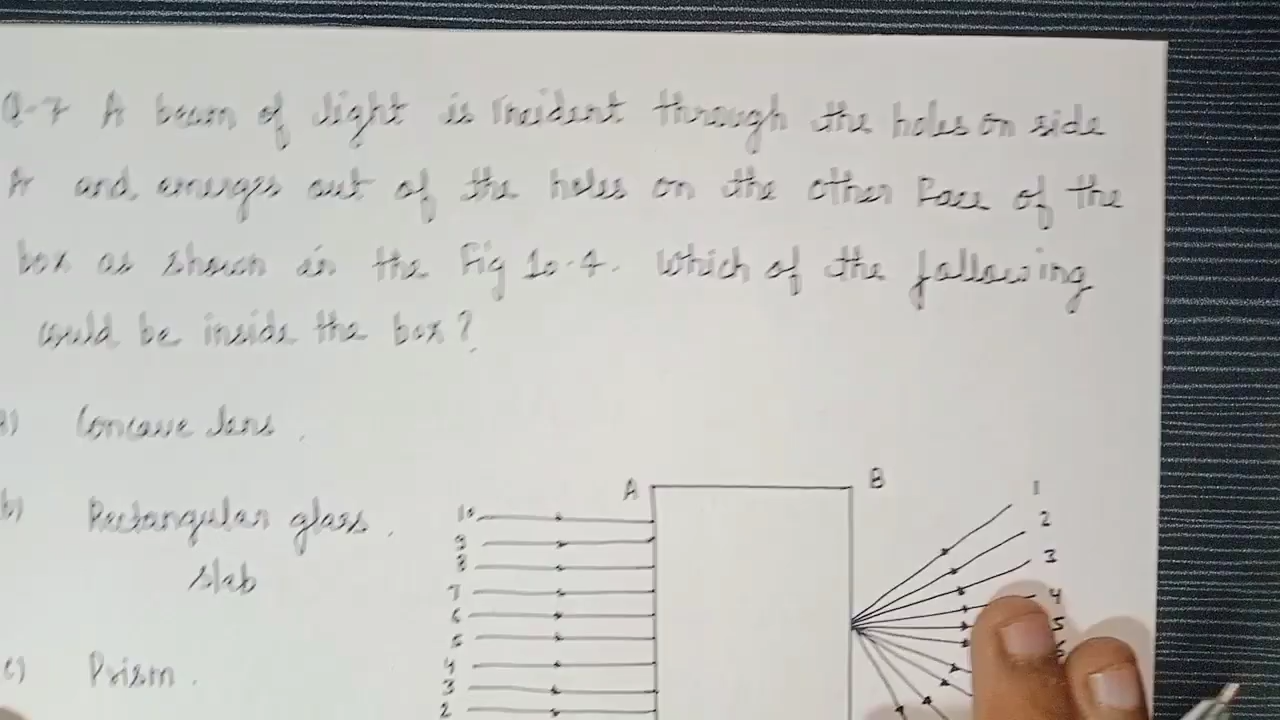 Q-7 A beam of light is incident through the holes on side
A and emerges out of the holes on the other Face of the
box as shown in the Fig 10.4. Which of the following
could be inside the box?
a) Concave lens.
b) Rectangular glass
slab
c) Prism.
A B
10
9
8
7
6
5
4
3
2
1
2
3
4
5